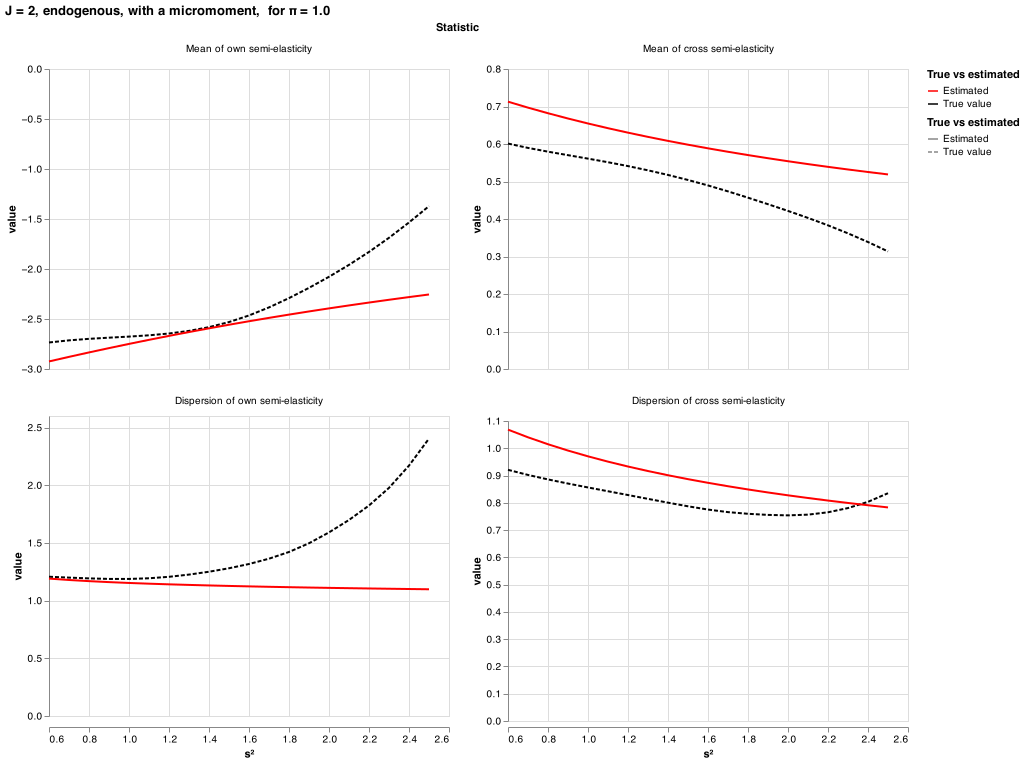 J = 2, endogenous, with a micromoment,  for π = 1.0
Statistic
Mean of own semi-elasticity
0.0
−0.5
−1.0
−1.5
−2.0
−2.5
−3.0
value
Mean of cross semi-elasticity
0.8
0.7
0.6
0.5
0.4
0.3
0.2
0.1
0.0
value
True vs estimated
Estimated
True value
True vs estimated
Estimated
True value
Dispersion of own semi-elasticity
2.5
2.0
1.5
1.0
0.5
0.0
value
0.6 0.8 1.0 1.2 1.4 1.6 1.8 2.0 2.2 2.4 2.6
s²
Dispersion of cross semi-elasticity
1.1
1.0
0.9
0.8
0.7
0.6
0.5
0.4
0.3
0.2
0.1
0.0
value
0.6 0.8 1.0 1.2 1.4 1.6 1.8 2.0 2.2 2.4 2.6
s²